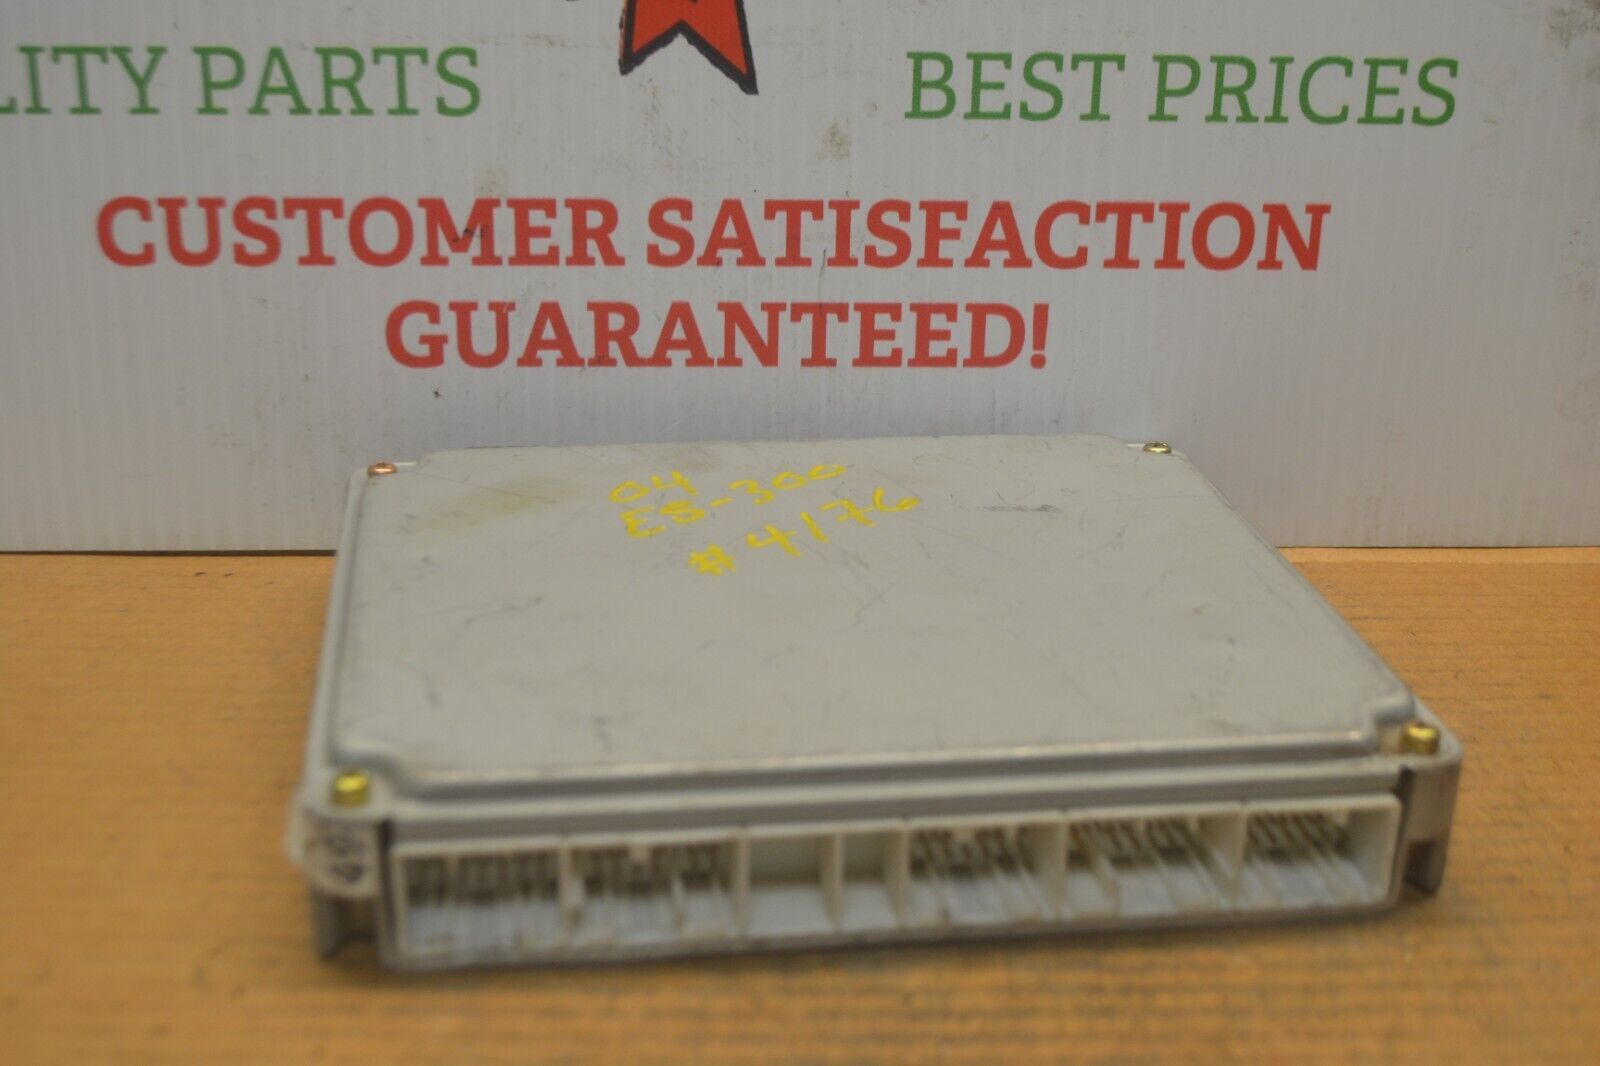 LITY PARTS
BEST PRICES
CUSTOMER SATISFACTION
GUARANTEED!
04
ES-300
#4176